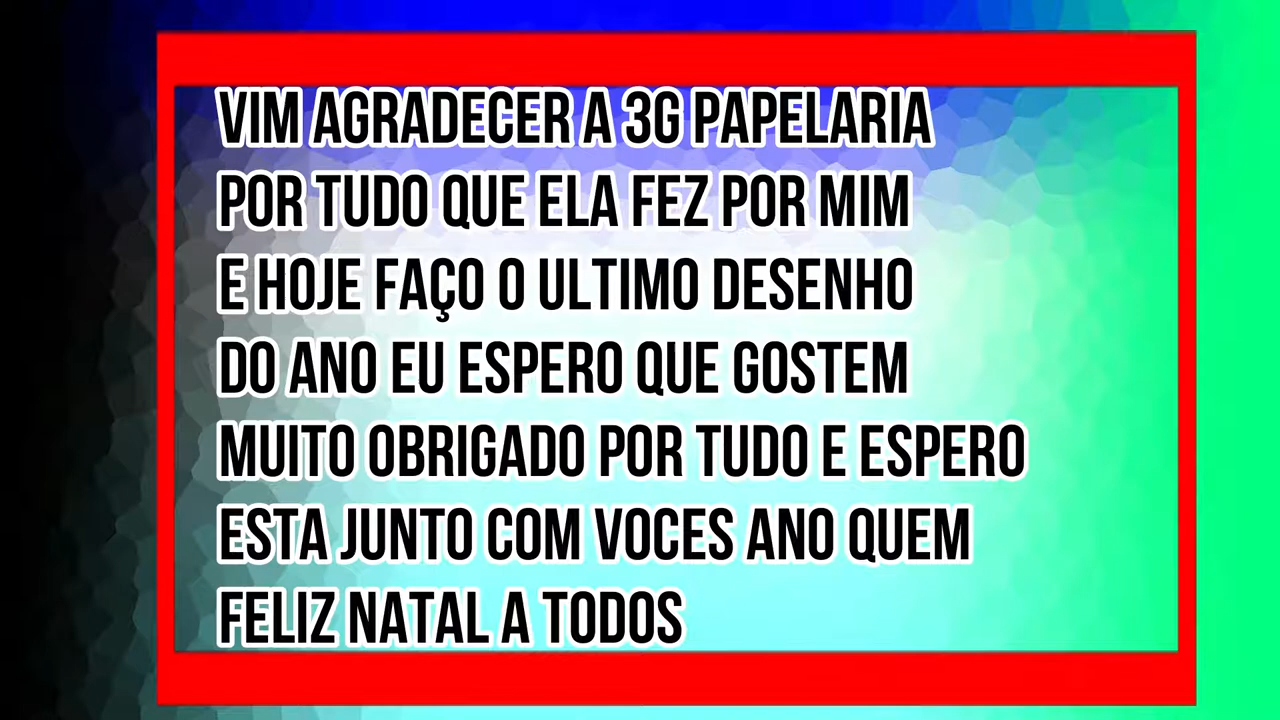 VIM AGRADECER A 3G PAPELARIA
POR TUDO QUE ELA FEZ POR MIM
E HOJE FAÇO O ULTIMO DESENHO
DO ANO EU ESPERO QUE GOSTEM
MUITO OBRIGADO POR TUDO E ESPERO
ESTA JUNTO COM VOCES ANO QUEM
FELIZ NATAL A TODOS